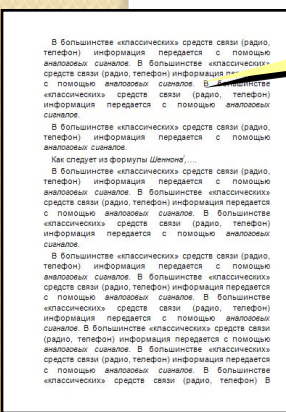 В большинстве «классических» средств связи (радио,
телефон) информация передается с помощью
аналоговых сигналов. В большинстве «классических»
средств связи (радио, телефон) информация
с помощью аналоговых сигналов. В большинстве
«классических» средств связи (радио, телефон)
информация передается с помощью аналоговых
сигналов.
В большинстве «классических» средств связи (радио,
телефон) информация передается с помощью
аналоговых сигналов.
Как следует из формулы Шеннона,…
В большинстве «классических» средств связи (радио,
телефон) информация передается с помощью
аналоговых сигналов. В большинстве «классических»
средств связи (радио, телефон) информация передается
с помощью аналоговых сигналов. В большинстве
«классических» средств связи (радио, телефон)
информация передается с помощью аналоговых
сигналов.
В большинстве «классических» средств связи (радио,
телефон) информация передается с помощью
аналоговых сигналов. В большинстве «классических»
средств связи (радио, телефон) информация передается
с помощью аналоговых сигналов. В большинстве
«классических» средств связи (радио, телефон)
информация передается с помощью аналоговых
сигналов. В большинстве «классических» средств связи
(радио, телефон) информация передается с помощью
аналоговых сигналов. В большинстве «классических»
средств связи (радио, телефон) информация передается
с помощью аналоговых сигналов. В большинстве
«классических» средств связи (радио, телефон) В